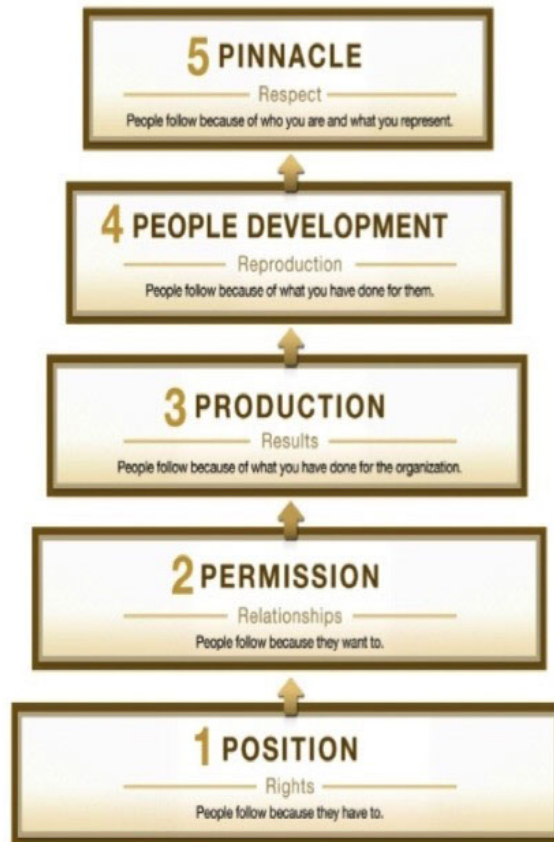 5 PINNACLE
Respect
People follow because of who you are and what you represent.
4 PEOPLE DEVELOPMENT
Reproduction
People follow because of what you have done for them.
3 PRODUCTION
Results
People follow because of what you have done for the organization.
2 PERMISSION
Relationships
People follow because they want to.
1 POSITION
Rights
People follow because they have to.